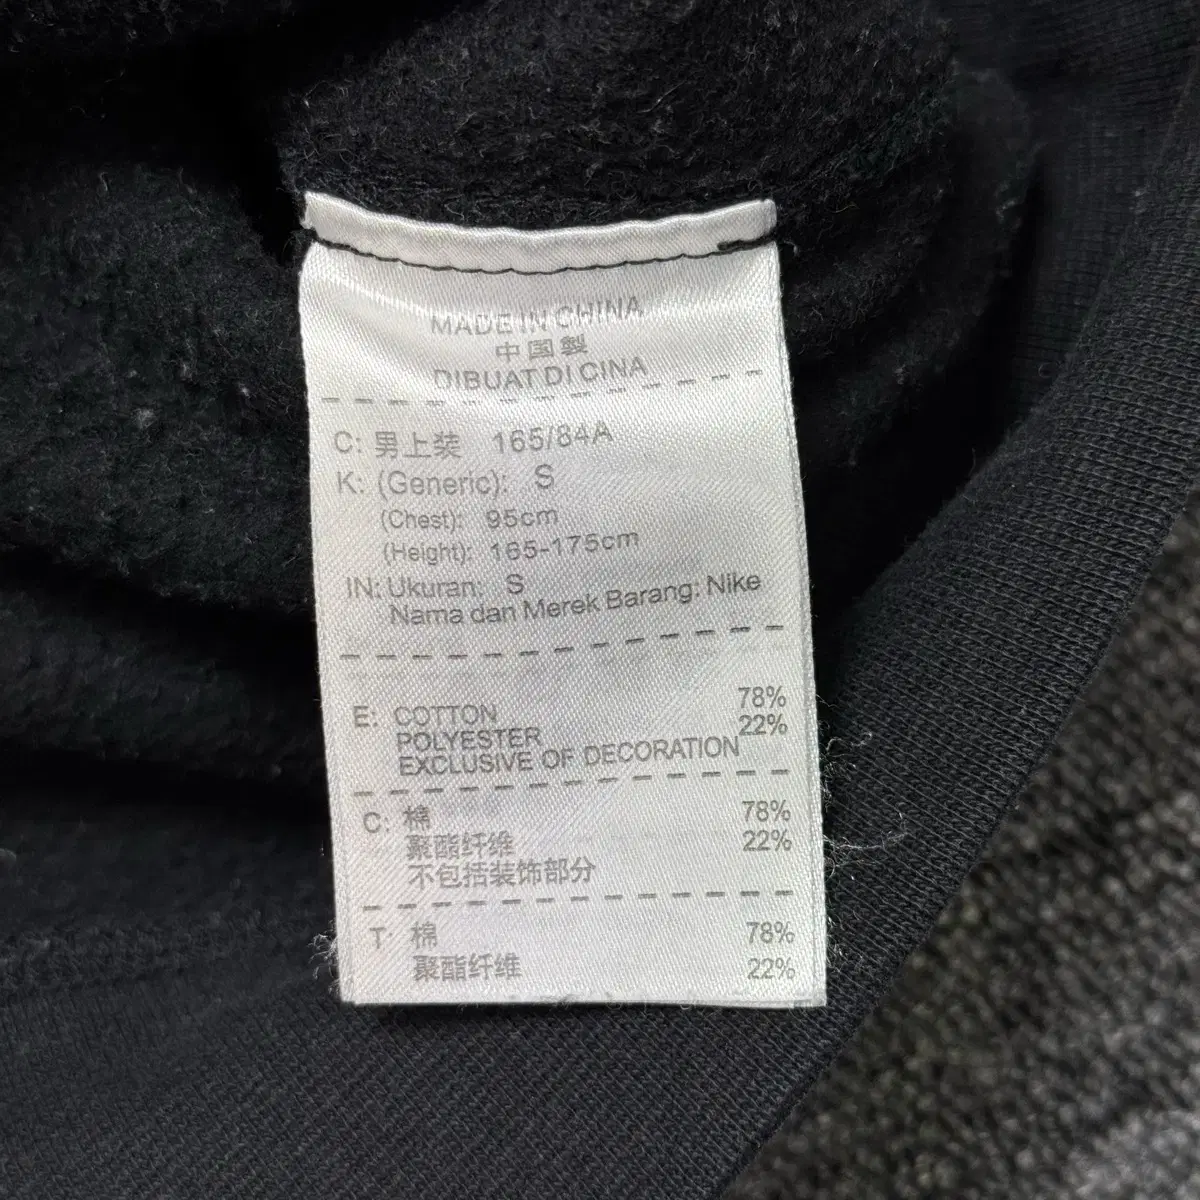 MADE IN CHINA
中国製
DIBUAT DI CINA
C: 男上装 165/84A
K: (Generic): S
(Chest): 95cm
(Height): 165-175cm
IN: Ukuran: S
Nama dan Merek Barang: Nike
E: COTTON 78%
POLYESTER 22%
EXCLUSIVE OF DECORATION
C: 棉 78%
聚酯纤维 22%
不包括装饰部分
T: 棉 78%
聚酯纤维 22%